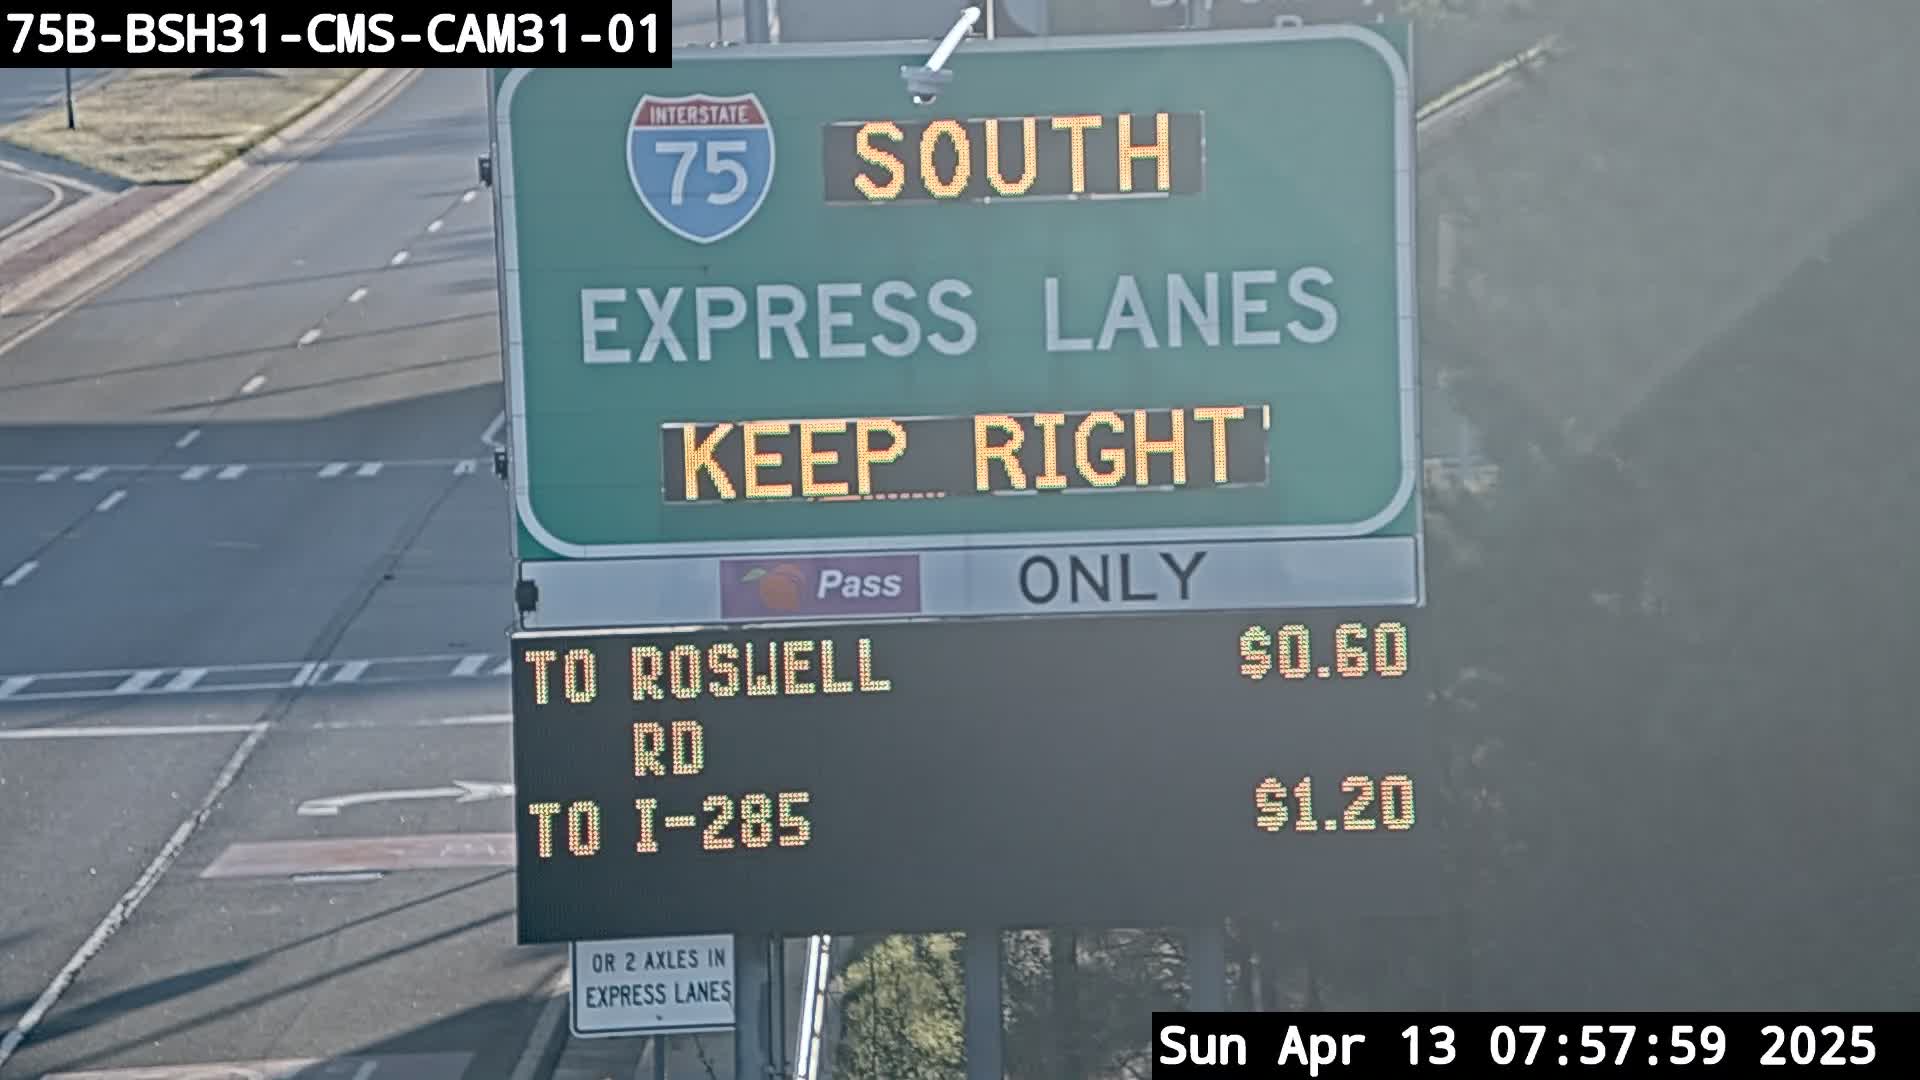 75B-BSH31-CMS-CAM31-01
INTERSTATE
75
SOUTH
EXPRESS LANES
KEEP RIGHT
Pass ONLY
TO ROSWELL $0.60
RD
TO I-285 $1.20
OR 2 AXLES IN
EXPRESS LANES
Sun Apr 13 07:57:59 2025